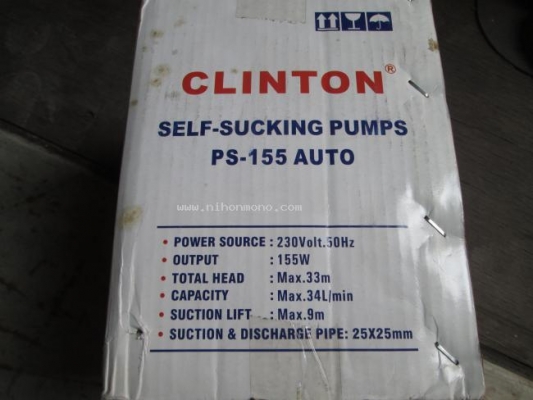 CLINTON®
SELF-SUCKING PUMPS
PS-155 AUTO
www.nihonmono.com
• POWER SOURCE : 230Volt.50Hz
• OUTPUT : 155W
• TOTAL HEAD : Max.33m
• CAPACITY : Max.34L/min
• SUCTION LIFT : Max.9m
• SUCTION & DISCHARGE PIPE: 25X25mm